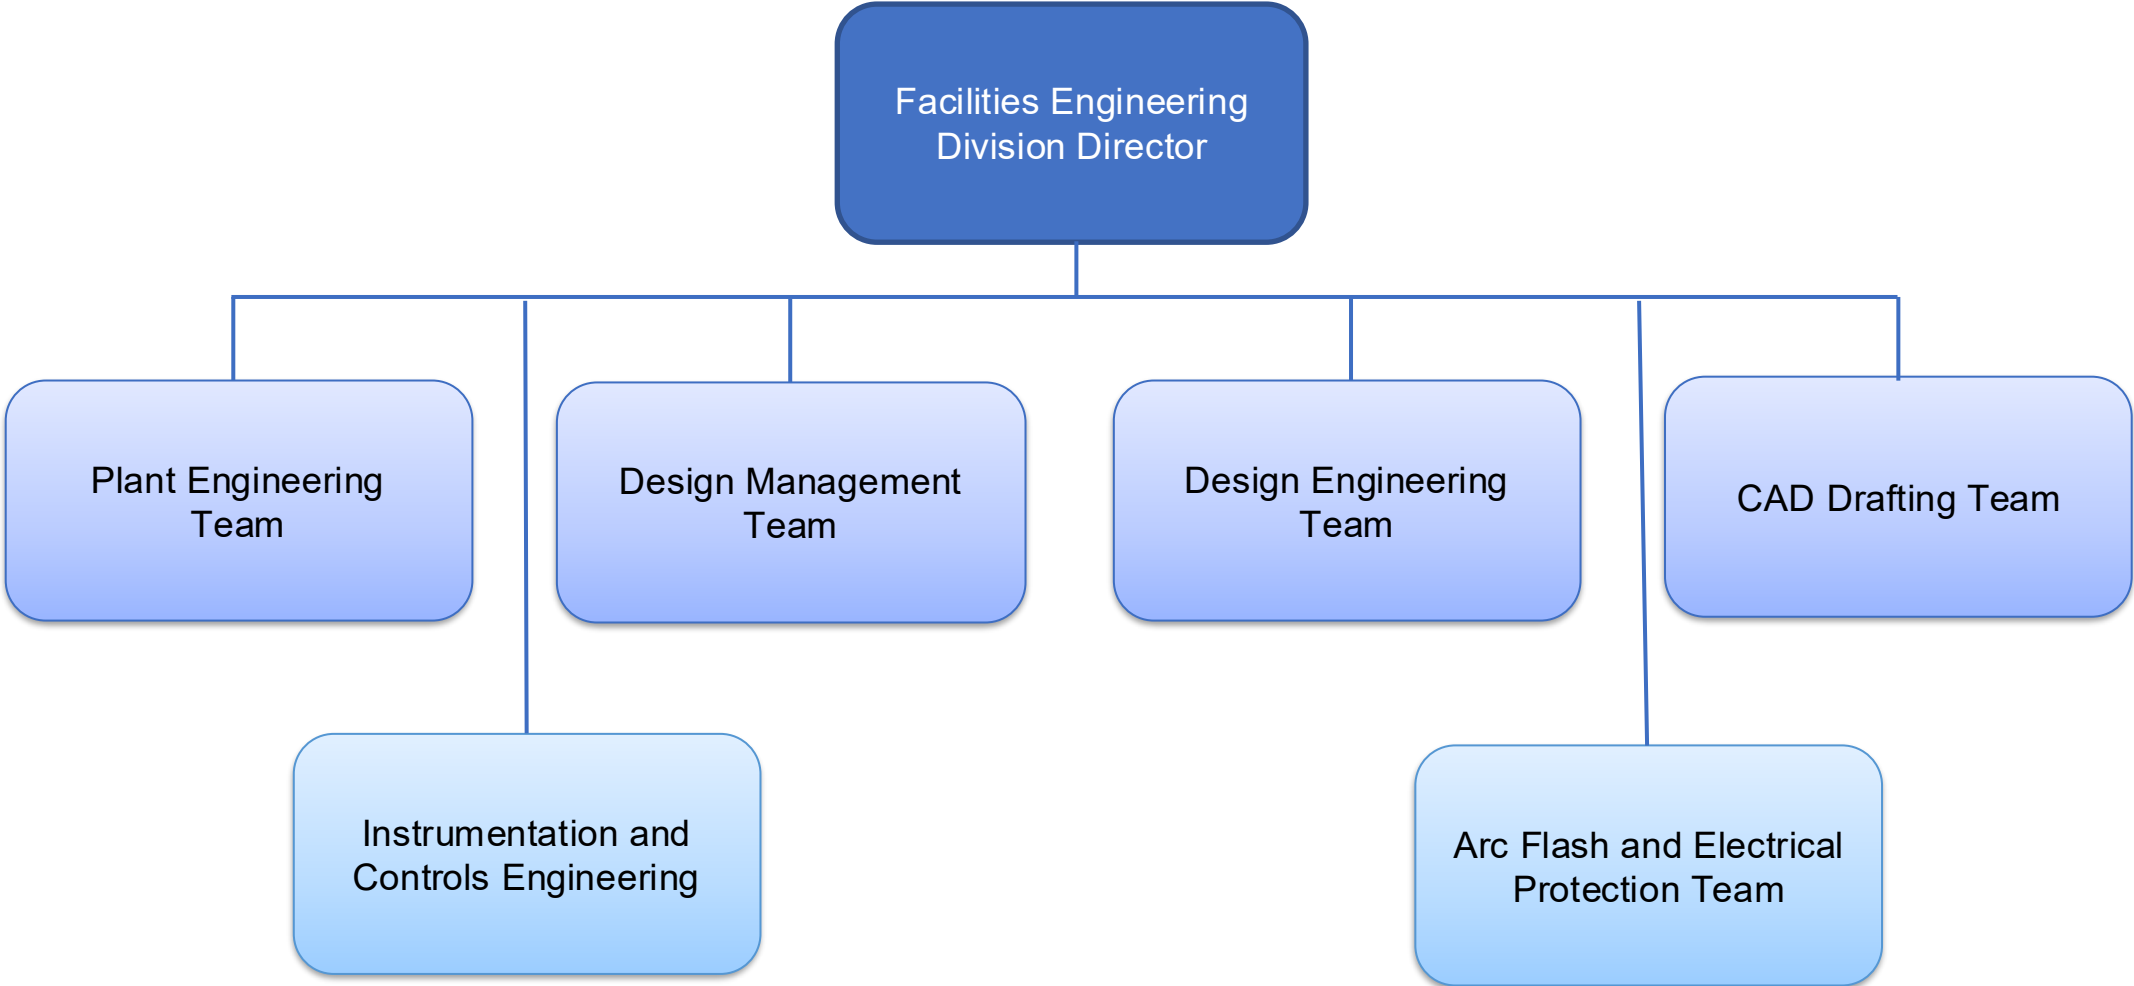 Facilities Engineering
Division Director
Plant Engineering
Team
Design Management
Team
Design Engineering
Team
CAD Drafting Team
Instrumentation and
Controls Engineering
Arc Flash and Electrical
Protection Team